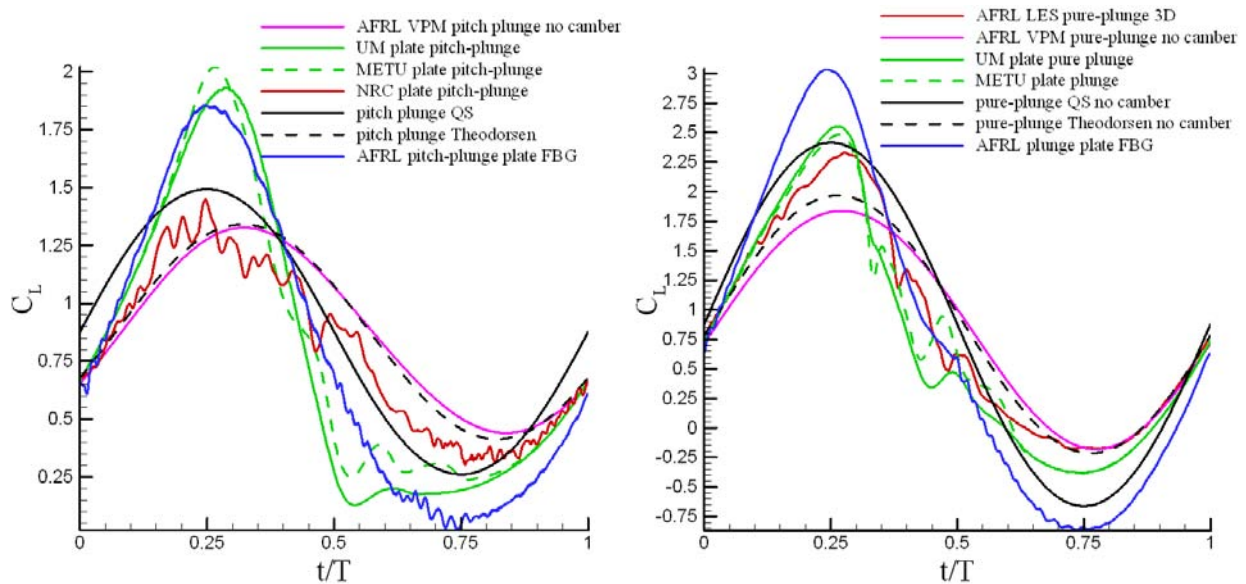 AFRL VPM pitch plunge no camber
UM plate pitch-plunge
METU plate pitch-plunge
NRC plate pitch-plunge
pitch plunge QS
pitch plunge Theodorsen
AFRL pitch-plunge plate FBG
2
1.75
1.5
1.25
1
0.75
0.5
0.25
C_L
0
0.25
0.5
0.75
1
t/T
AFRL LES pure-plunge 3D
AFRL VPM pure-plunge no camber
UM plate pure plunge
METU plate plunge
pure-plunge QS no camber
pure-plunge Theodorsen no camber
AFRL plunge plate FBG
3
2.75
2.5
2.25
2
1.75
1.5
1.25
1
0.75
0.5
0.25
0
-0.25
-0.5
-0.75
C_L
0
0.25
0.5
0.75
1
t/T